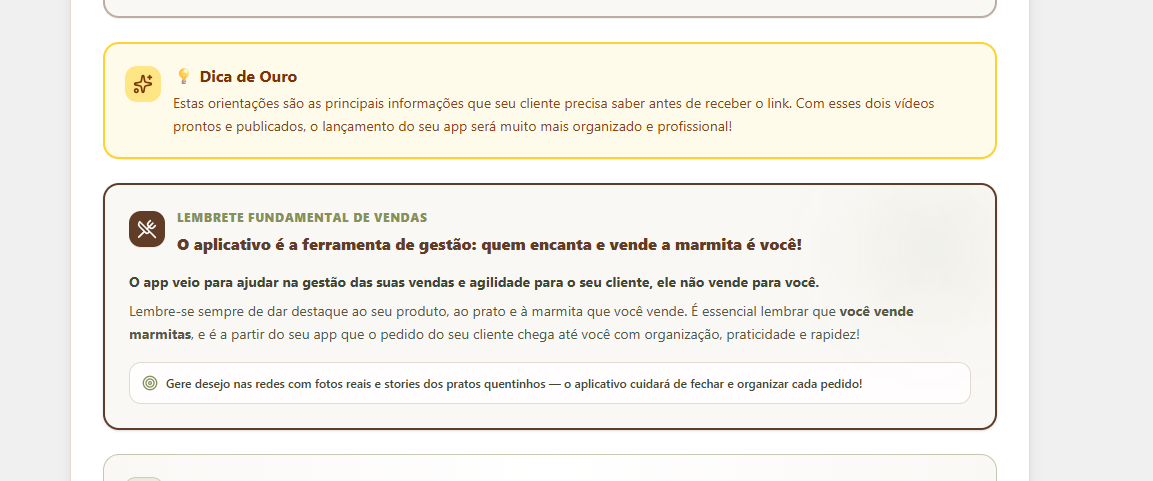 💡 Dica de Ouro
Estas orientações são as principais informações que seu cliente precisa saber antes de receber o link. Com esses dois vídeos
prontos e publicados, o lançamento do seu app será muito mais organizado e profissional!
LEMBRETE FUNDAMENTAL DE VENDAS
O aplicativo é a ferramenta de gestão: quem encanta e vende a marmita é você!
O app veio para ajudar na gestão das suas vendas e agilidade para o seu cliente, ele não vende para você.
Lembre-se sempre de dar destaque ao seu produto, ao prato e à marmita que você vende. É essencial lembrar que você vende
marmitas, e é a partir do seu app que o pedido do seu cliente chega até você com organização, praticidade e rapidez!
Gere desejo nas redes com fotos reais e stories dos pratos quentinhos — o aplicativo cuidará de fechar e organizar cada pedido!